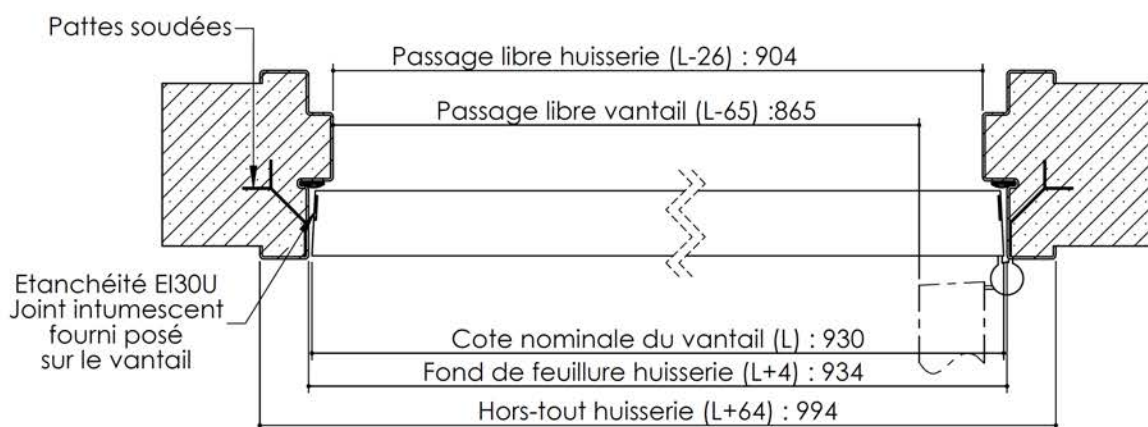 Pattes soudées
Passage libre huisserie (L-26) : 904
Passage libre vantail (L-65) :865
Etanchéité EI30U
Joint intumescent
fourni posé
sur le vantail
Cote nominale du vantail (L) : 930
Fond de feuillure huisserie (L+4) : 934
Hors-tout huisserie (L+64) : 994